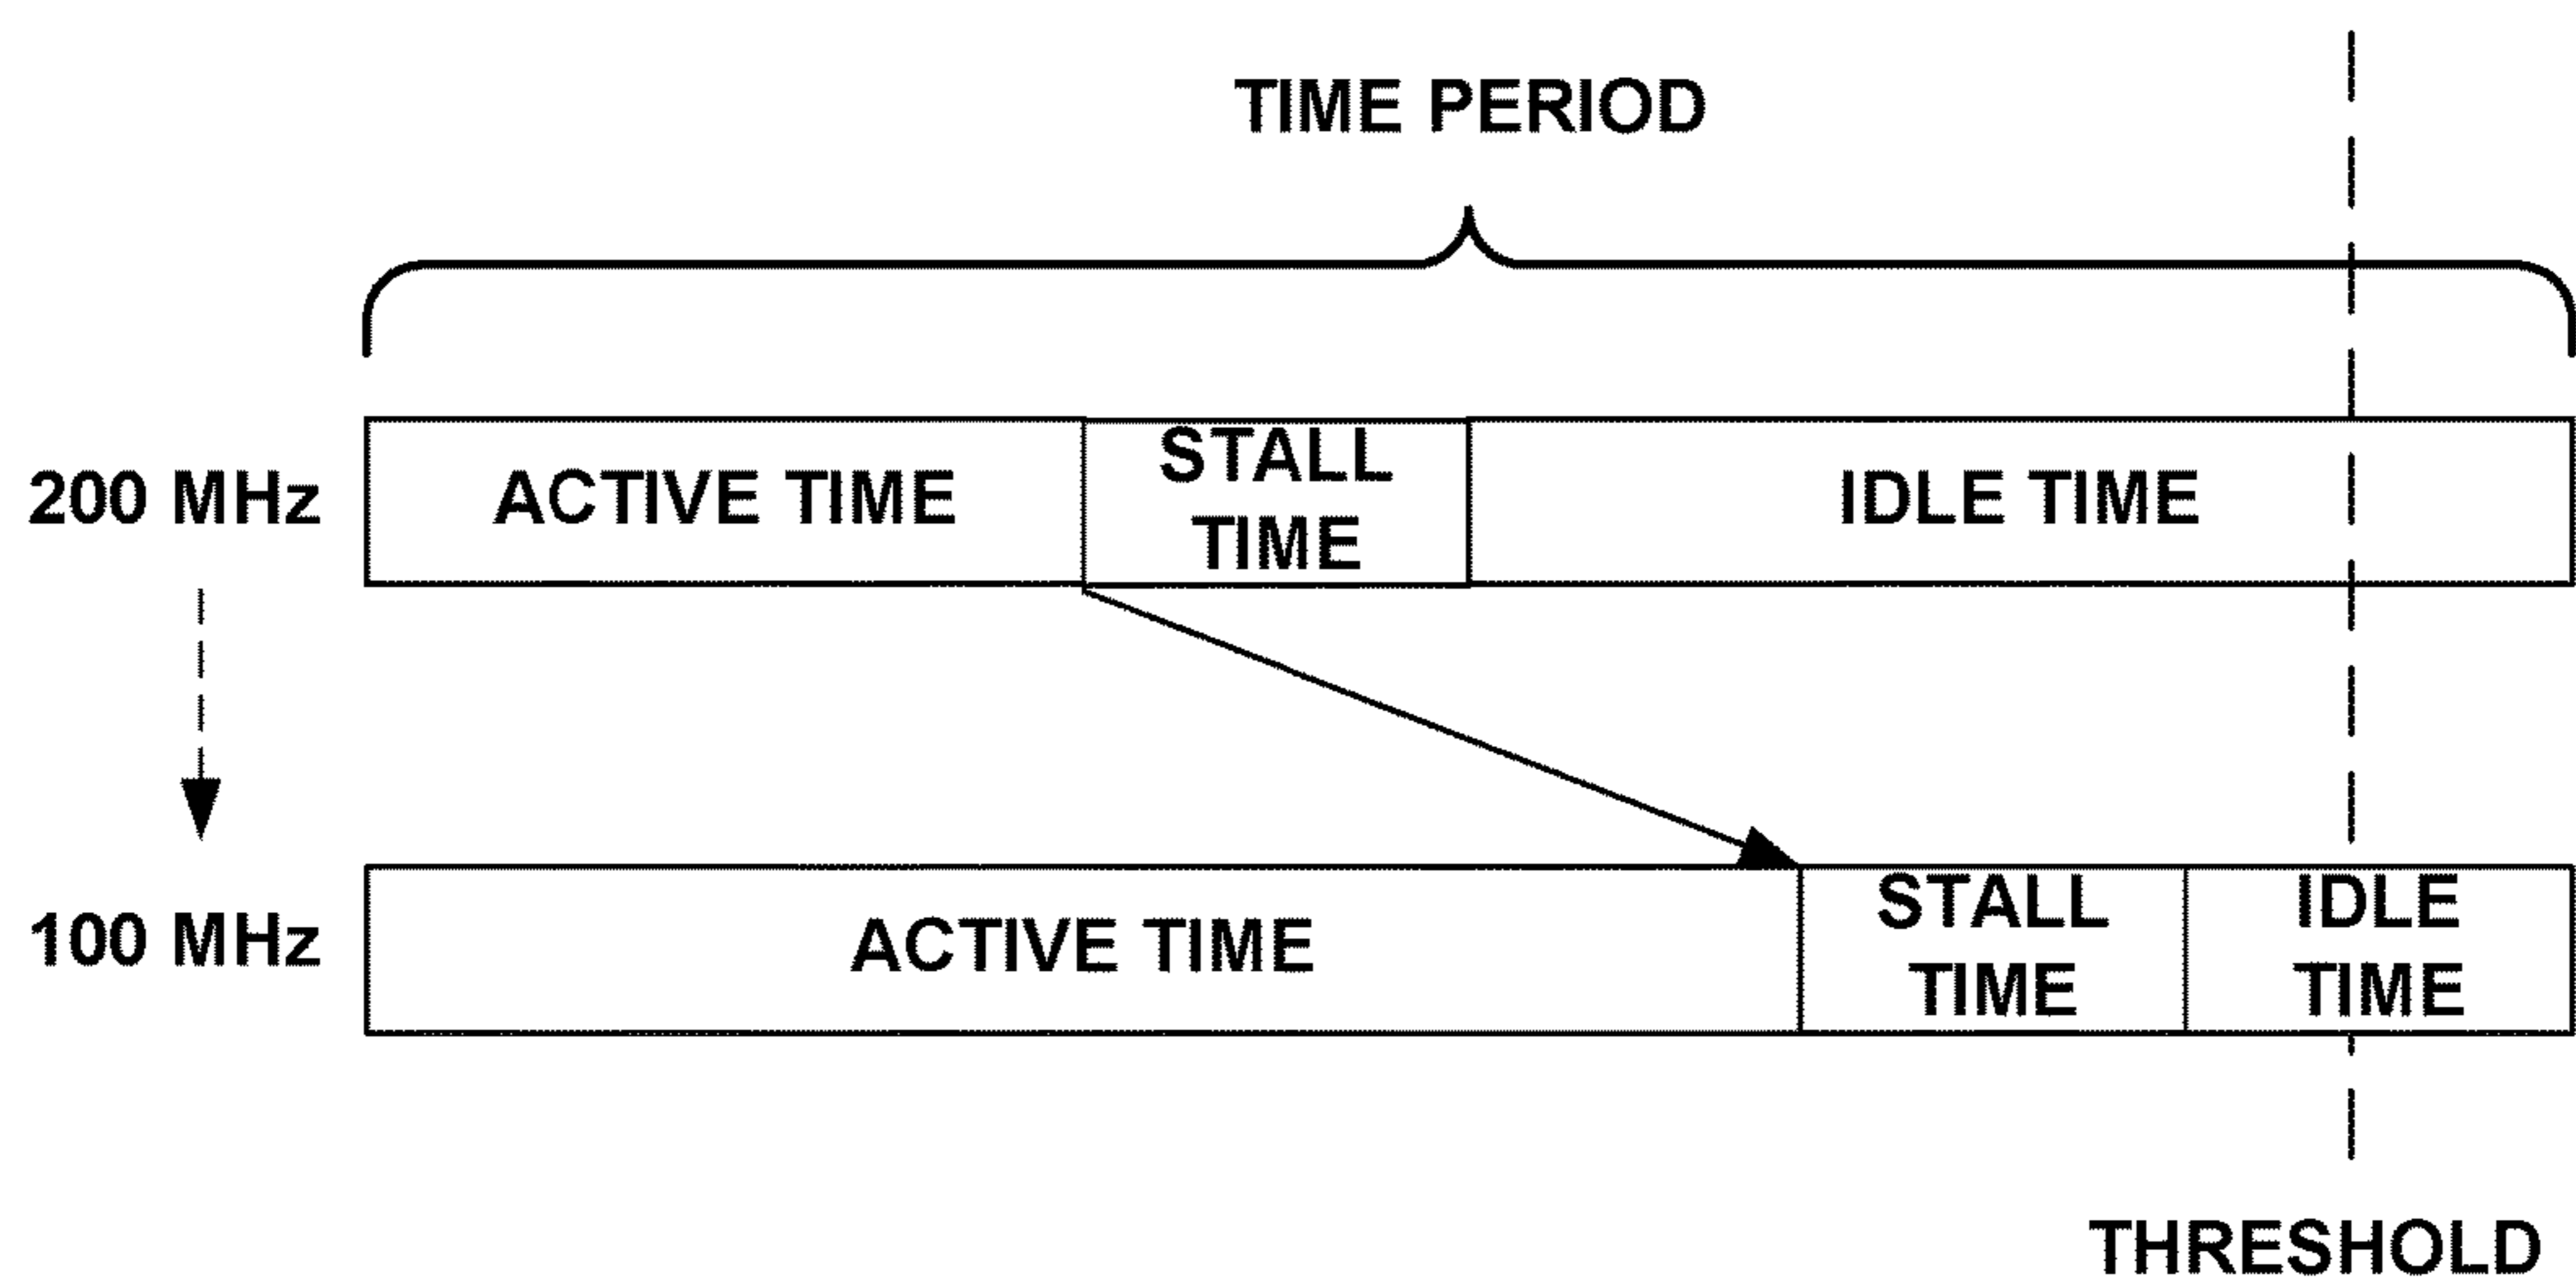 TIME PERIOD
200 MHz
ACTIVE TIME
STALL
TIME
IDLE TIME
100 MHz
ACTIVE TIME
STALL
TIME
IDLE
TIME
THRESHOLD